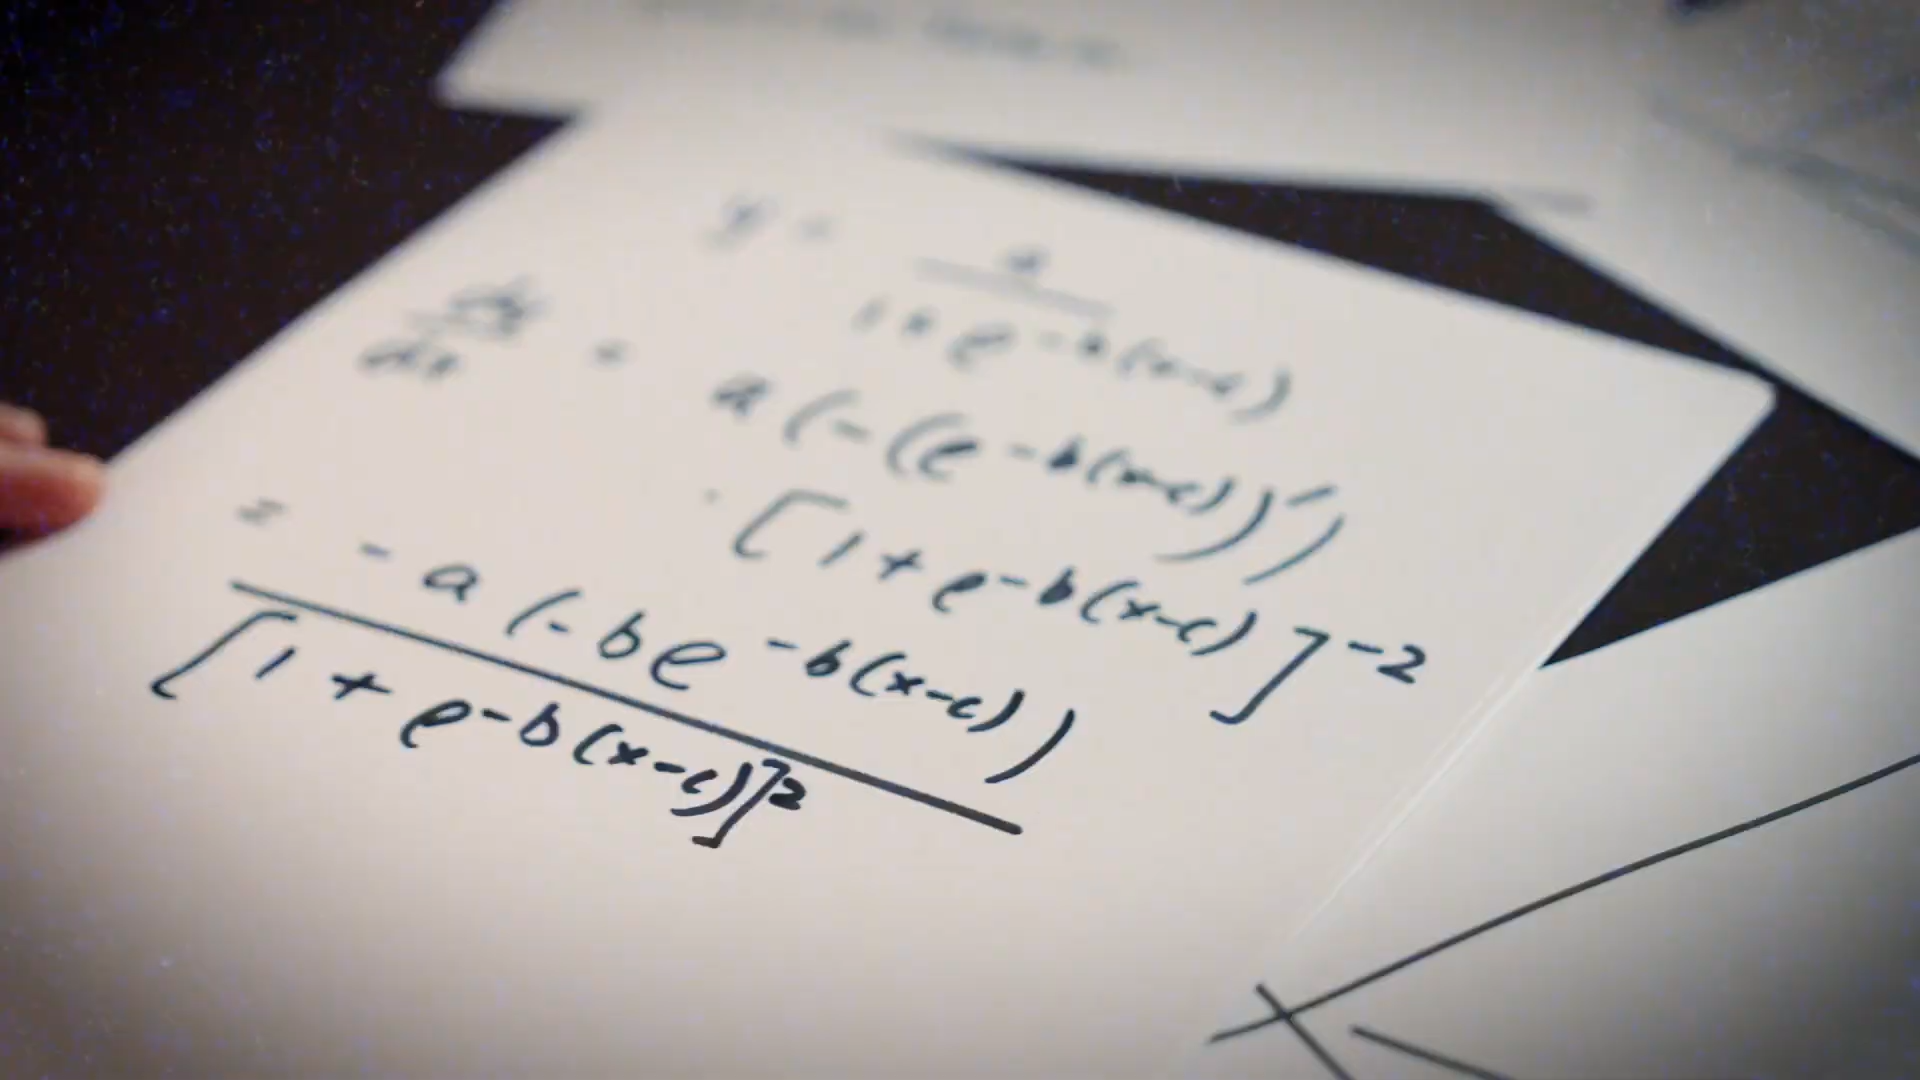 y = a / 1 + e^-b(x-c)
dy/dx = a(-((e^-b(x-c))')
· [1 + e^-b(x-c)]^-2
= -a(-be^-b(x-c)) / [1 + e^-b(x-c)]^2